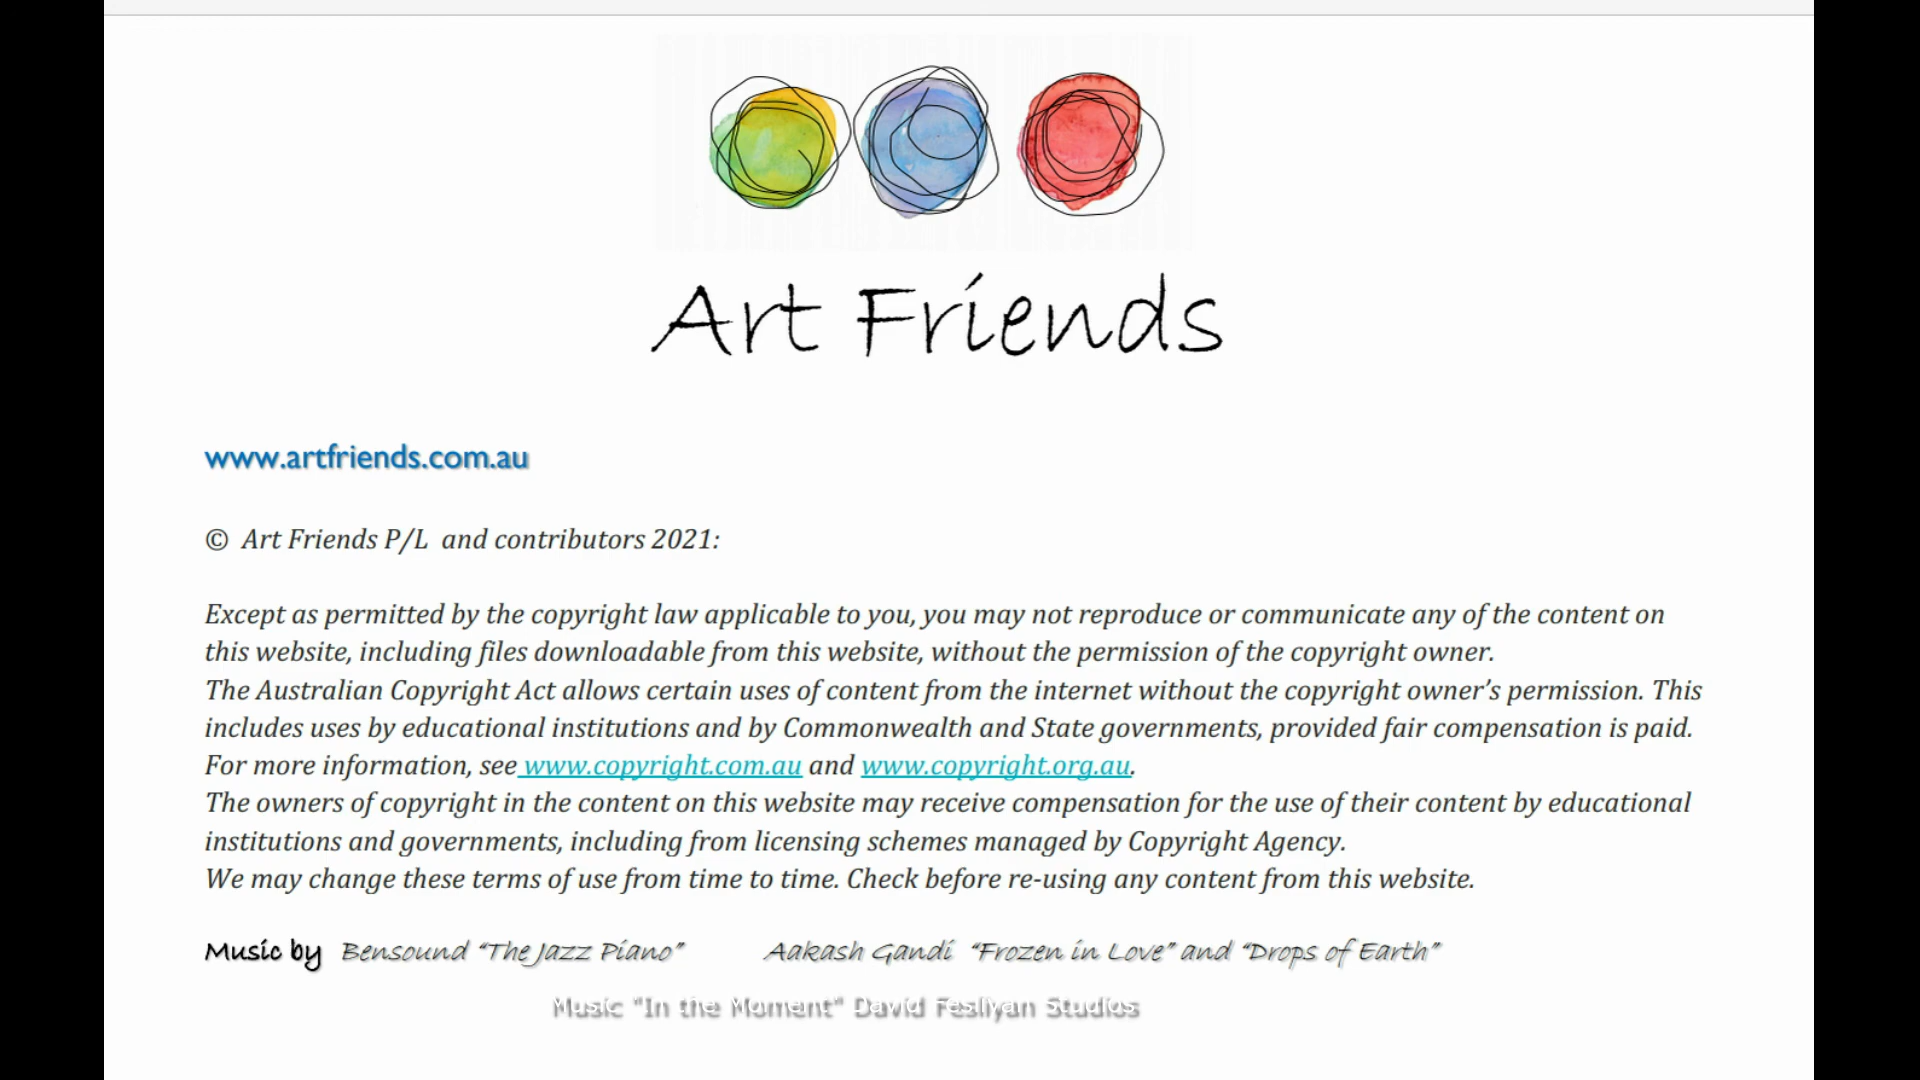 Art Friends
www.artfriends.com.au
© Art Friends P/L and contributors 2021:
Except as permitted by the copyright law applicable to you, you may not reproduce or communicate any of the content on
this website, including files downloadable from this website, without the permission of the copyright owner.
The Australian Copyright Act allows certain uses of content from the internet without the copyright owner’s permission. This
includes uses by educational institutions and by Commonwealth and State governments, provided fair compensation is paid.
For more information, see www.copyright.com.au and www.copyright.org.au.
The owners of copyright in the content on this website may receive compensation for the use of their content by educational
institutions and governments, including from licensing schemes managed by Copyright Agency.
We may change these terms of use from time to time. Check before re-using any content from this website.
Music by Bensound “The Jazz Piano” Aakash Gandi “Frozen in Love” and “Drops of Earth”
Music "In the Moment" David Fesliyan Studios